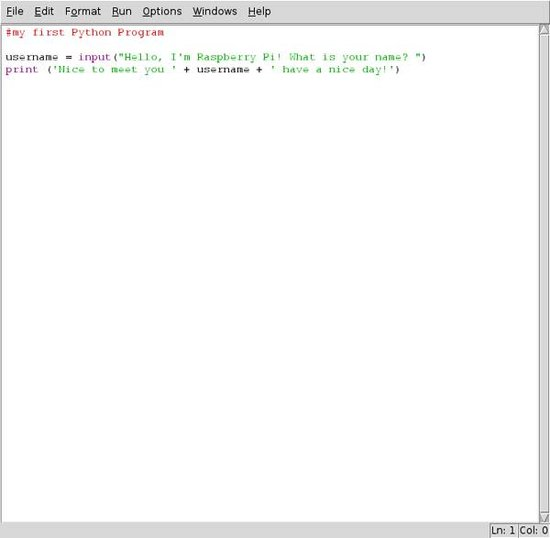 File Edit Format Run Options Windows Help
#my first Python Program
username = input("Hello, I'm Raspberry Pi! What is your name? ")
print ('Nice to meet you ' + username + ' have a nice day!')
Ln: 1 Col: 0